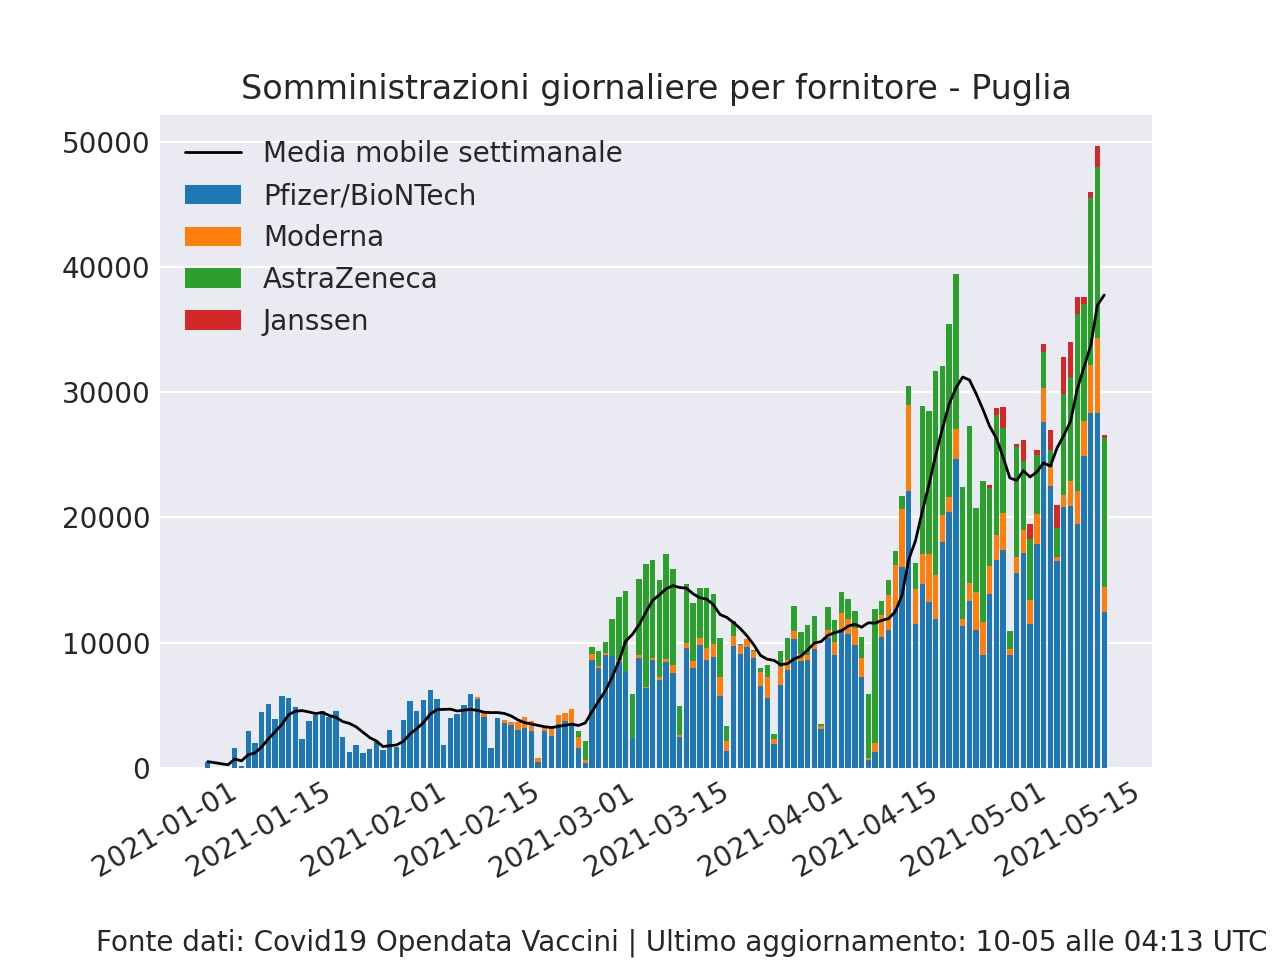 Somministrazioni giornaliere per fornitore - Puglia
50000
40000
30000
20000
10000
0
Media mobile settimanale
Pfizer/BioNTech
Moderna
AstraZeneca
Janssen
2021-01-01
2021-01-15
2021-02-01
2021-02-15
2021-03-01
2021-03-15
2021-04-01
2021-04-15
2021-05-01
2021-05-15
Fonte dati: Covid19 Opendata Vaccini | Ultimo aggiornamento: 10-05 alle 04:13 UTC